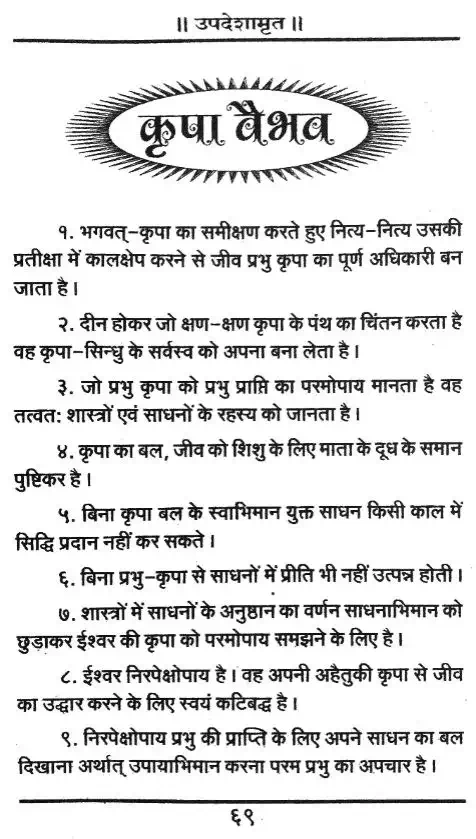 ॥ उपदेशामृत ॥
कृपा वैभव
१. भगवत्-कृपा का समीक्षण करते हुए नित्य-नित्य उसकी
प्रतीक्षा में कालक्षेप करने से जीव प्रभु कृपा का पूर्ण अधिकारी बन
जाता है।
२. दीन होकर जो क्षण-क्षण कृपा के पंथ का चिंतन करता है
वह कृपा-सिन्धु के सर्वस्व को अपना बना लेता है।
३. जो प्रभु कृपा को प्रभु प्राप्ति का परमोपाय मानता है वह
तत्वत: शास्त्रों एवं साधनों के रहस्य को जानता है।
४. कृपा का बल, जीव को शिशु के लिए माता के दूध के समान
पुष्टिकर है।
५. बिना कृपा बल के स्वाभिमान युक्त साधन किसी काल में
सिद्धि प्रदान नहीं कर सकते।
६. बिना प्रभु-कृपा से साधनों में प्रीति भी नहीं उत्पन्न होती।
७. शास्त्रों में साधनों के अनुष्ठान का वर्णन साधनाभिमान को
छुड़ाकर ईश्वर की कृपा को परमोपाय समझने के लिए है।
८. ईश्वर निरपेक्षोपाय है। वह अपनी अहैतुकी कृपा से जीव
का उद्धार करने के लिए स्वयं कटिबद्ध है।
९. निरपेक्षोपाय प्रभु की प्राप्ति के लिए अपने साधन का बल
दिखाना अर्थात् उपायाभिमान करना परम प्रभु का अपचार है।
६९